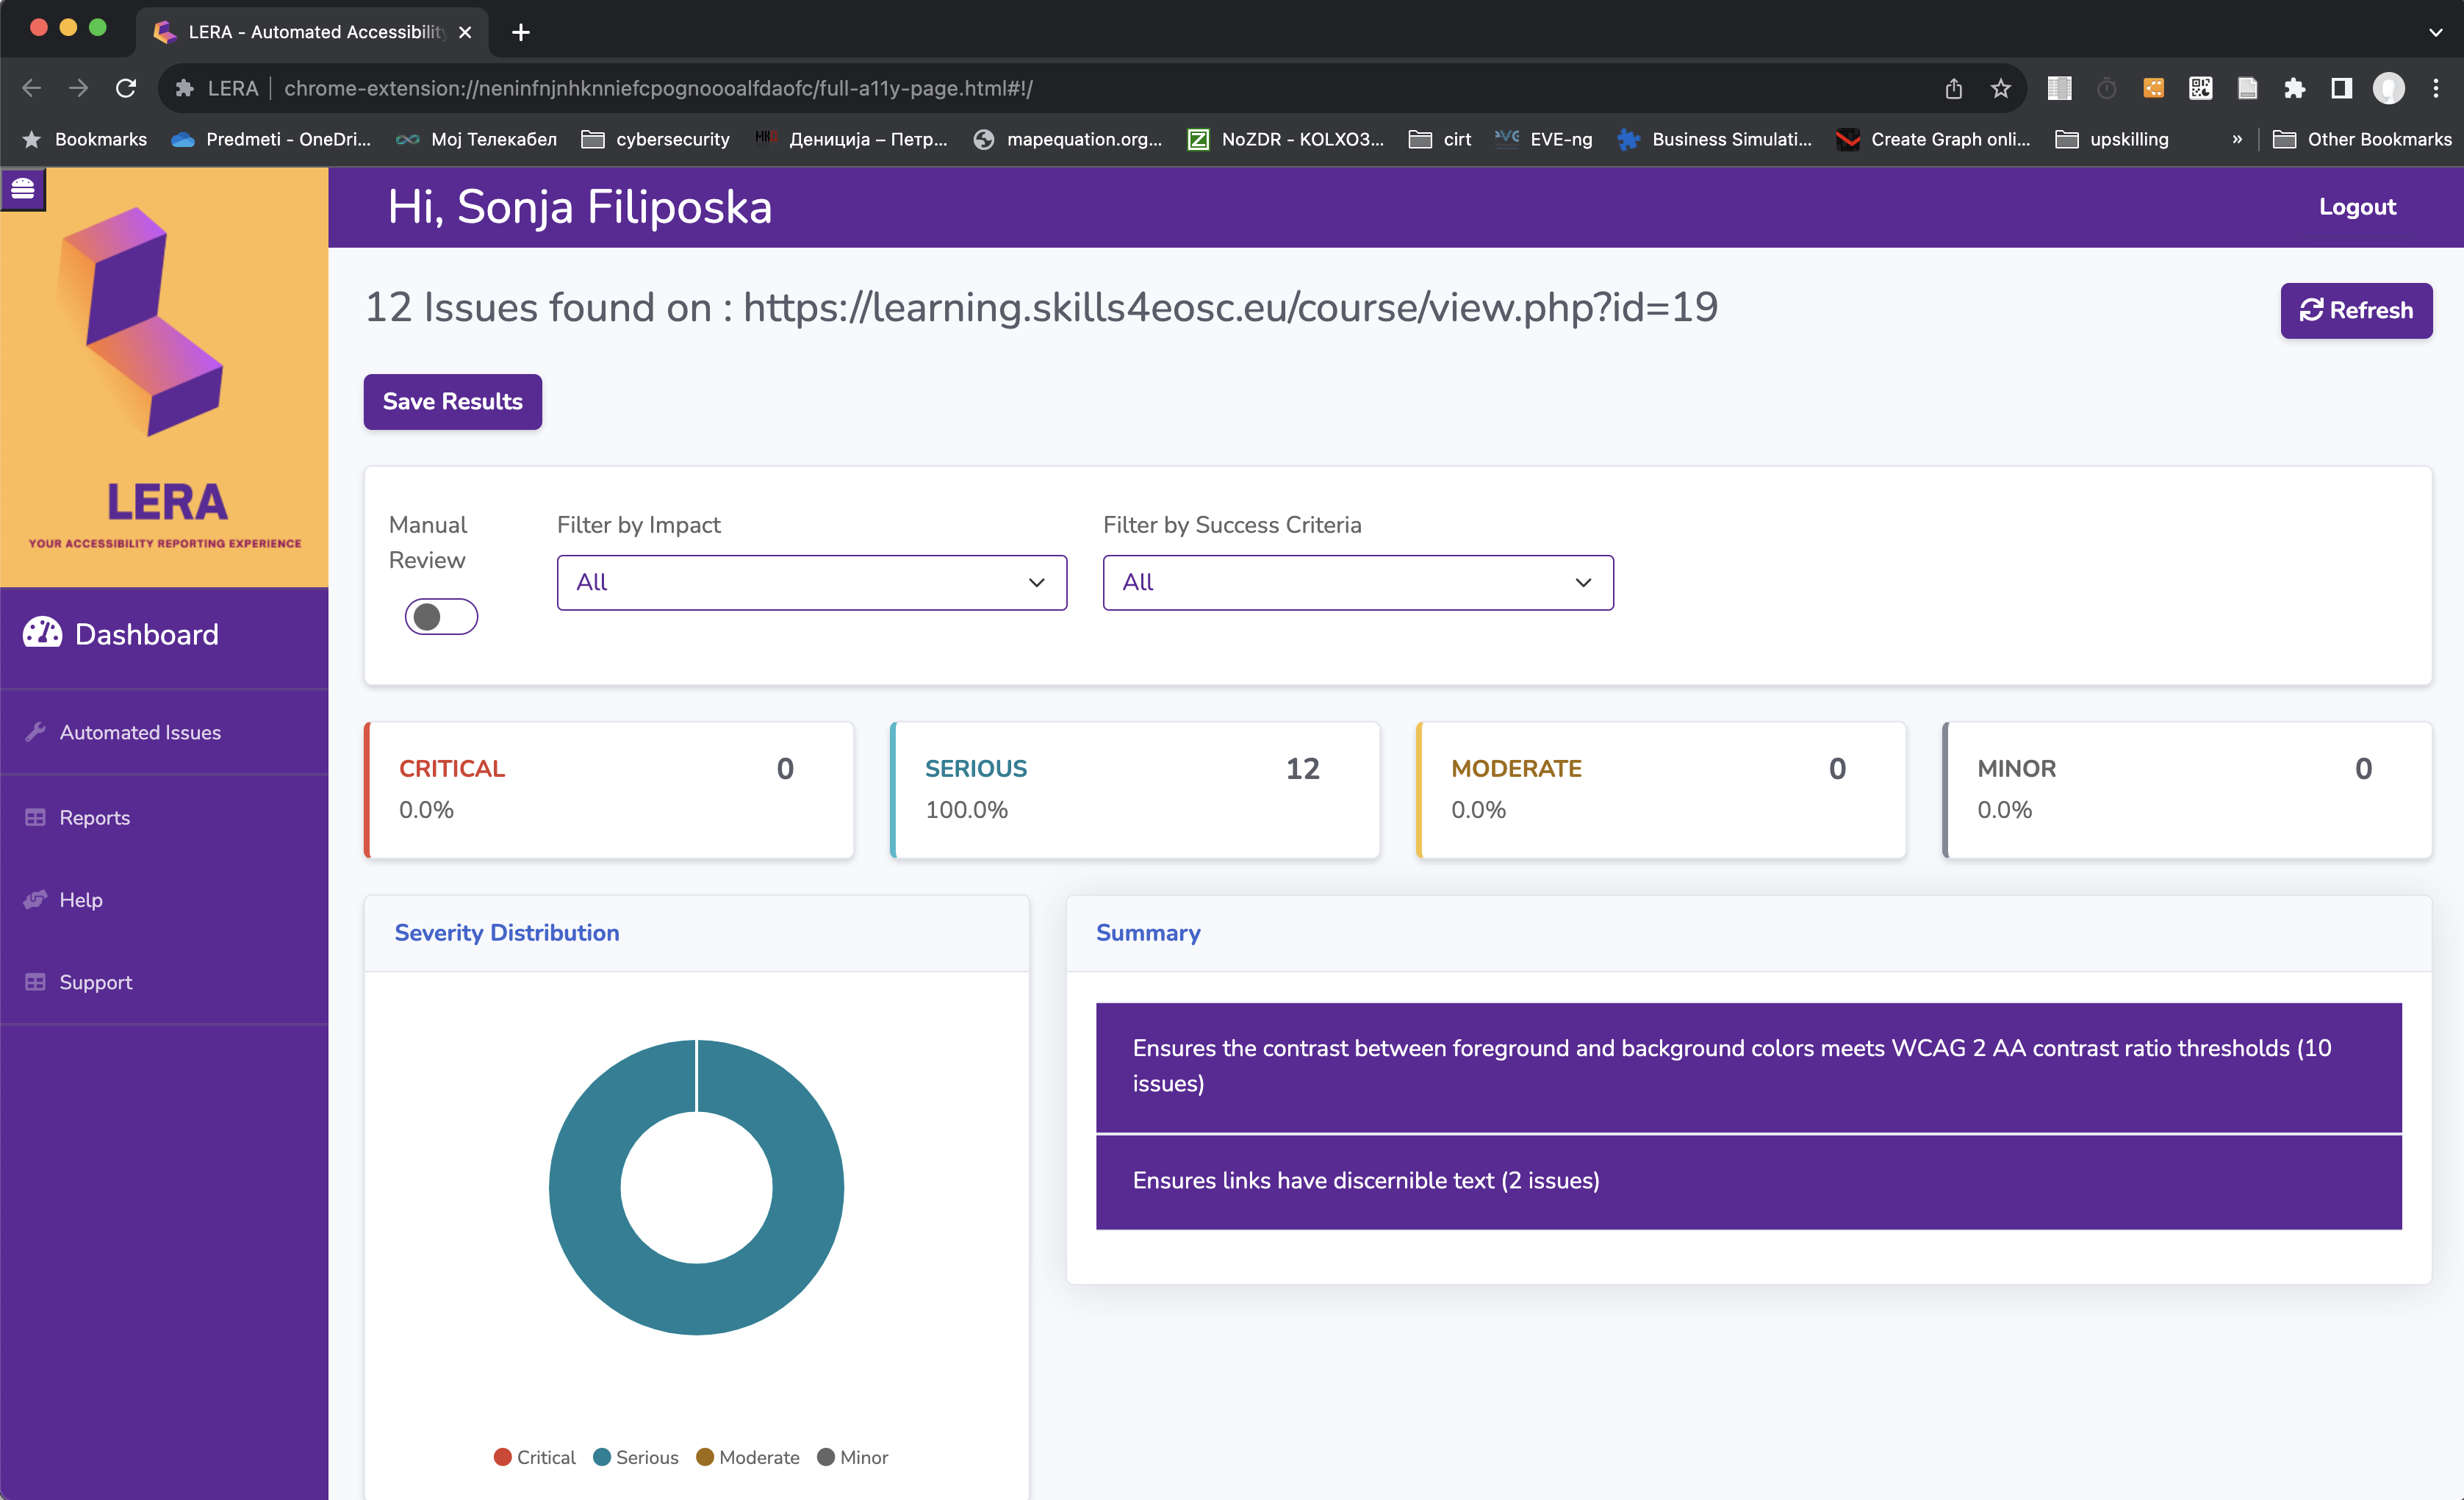 LERA - Automated Accessibility
LERA | chrome-extension://neninfnjnhknniefcpognoooalfdaofc/full-a11y-page.html#!/
Bookmarks Predmeti - OneDri... Мој Телекабел cybersecurity Дениција – Петр... mapequation.org... NoZDR - KOLXO3... cirt EVE-ng Business Simulati... Create Graph onli... upskilling » Other Bookmarks
Hi, Sonja Filiposka
Logout
LERA
YOUR ACCESSIBILITY REPORTING EXPERIENCE
Dashboard
Automated Issues
Reports
Help
Support
12 Issues found on : https://learning.skills4eosc.eu/course/view.php?id=19
Refresh
Save Results
Manual
Review
Filter by Impact
All
Filter by Success Criteria
All
CRITICAL 0
0.0%
SERIOUS 12
100.0%
MODERATE 0
0.0%
MINOR 0
0.0%
Severity Distribution
Critical Serious Moderate Minor
Summary
Ensures the contrast between foreground and background colors meets WCAG 2 AA contrast ratio thresholds (10
issues)
Ensures links have discernible text (2 issues)